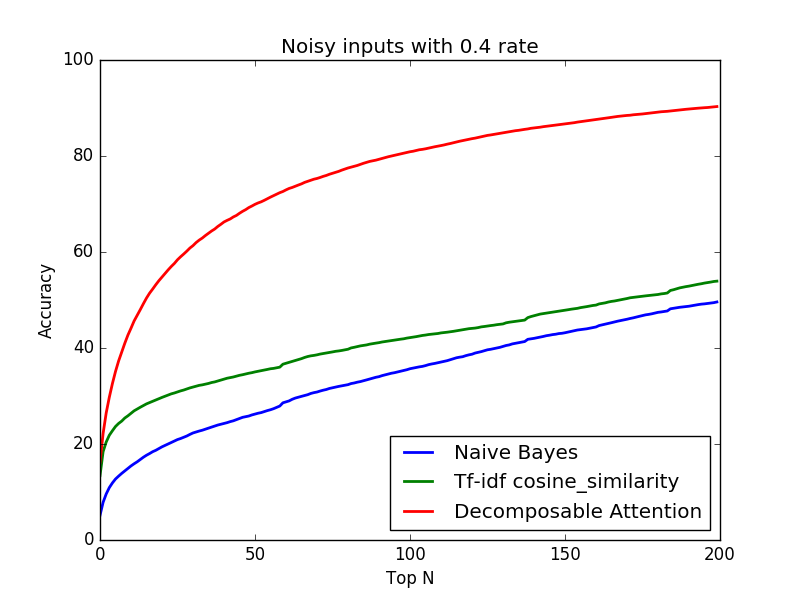 Noisy inputs with 0.4 rate
100
80
60
40
20
0
Accuracy
0 50 100 150 200
Top N
Naive Bayes
Tf-idf cosine_similarity
Decomposable Attention